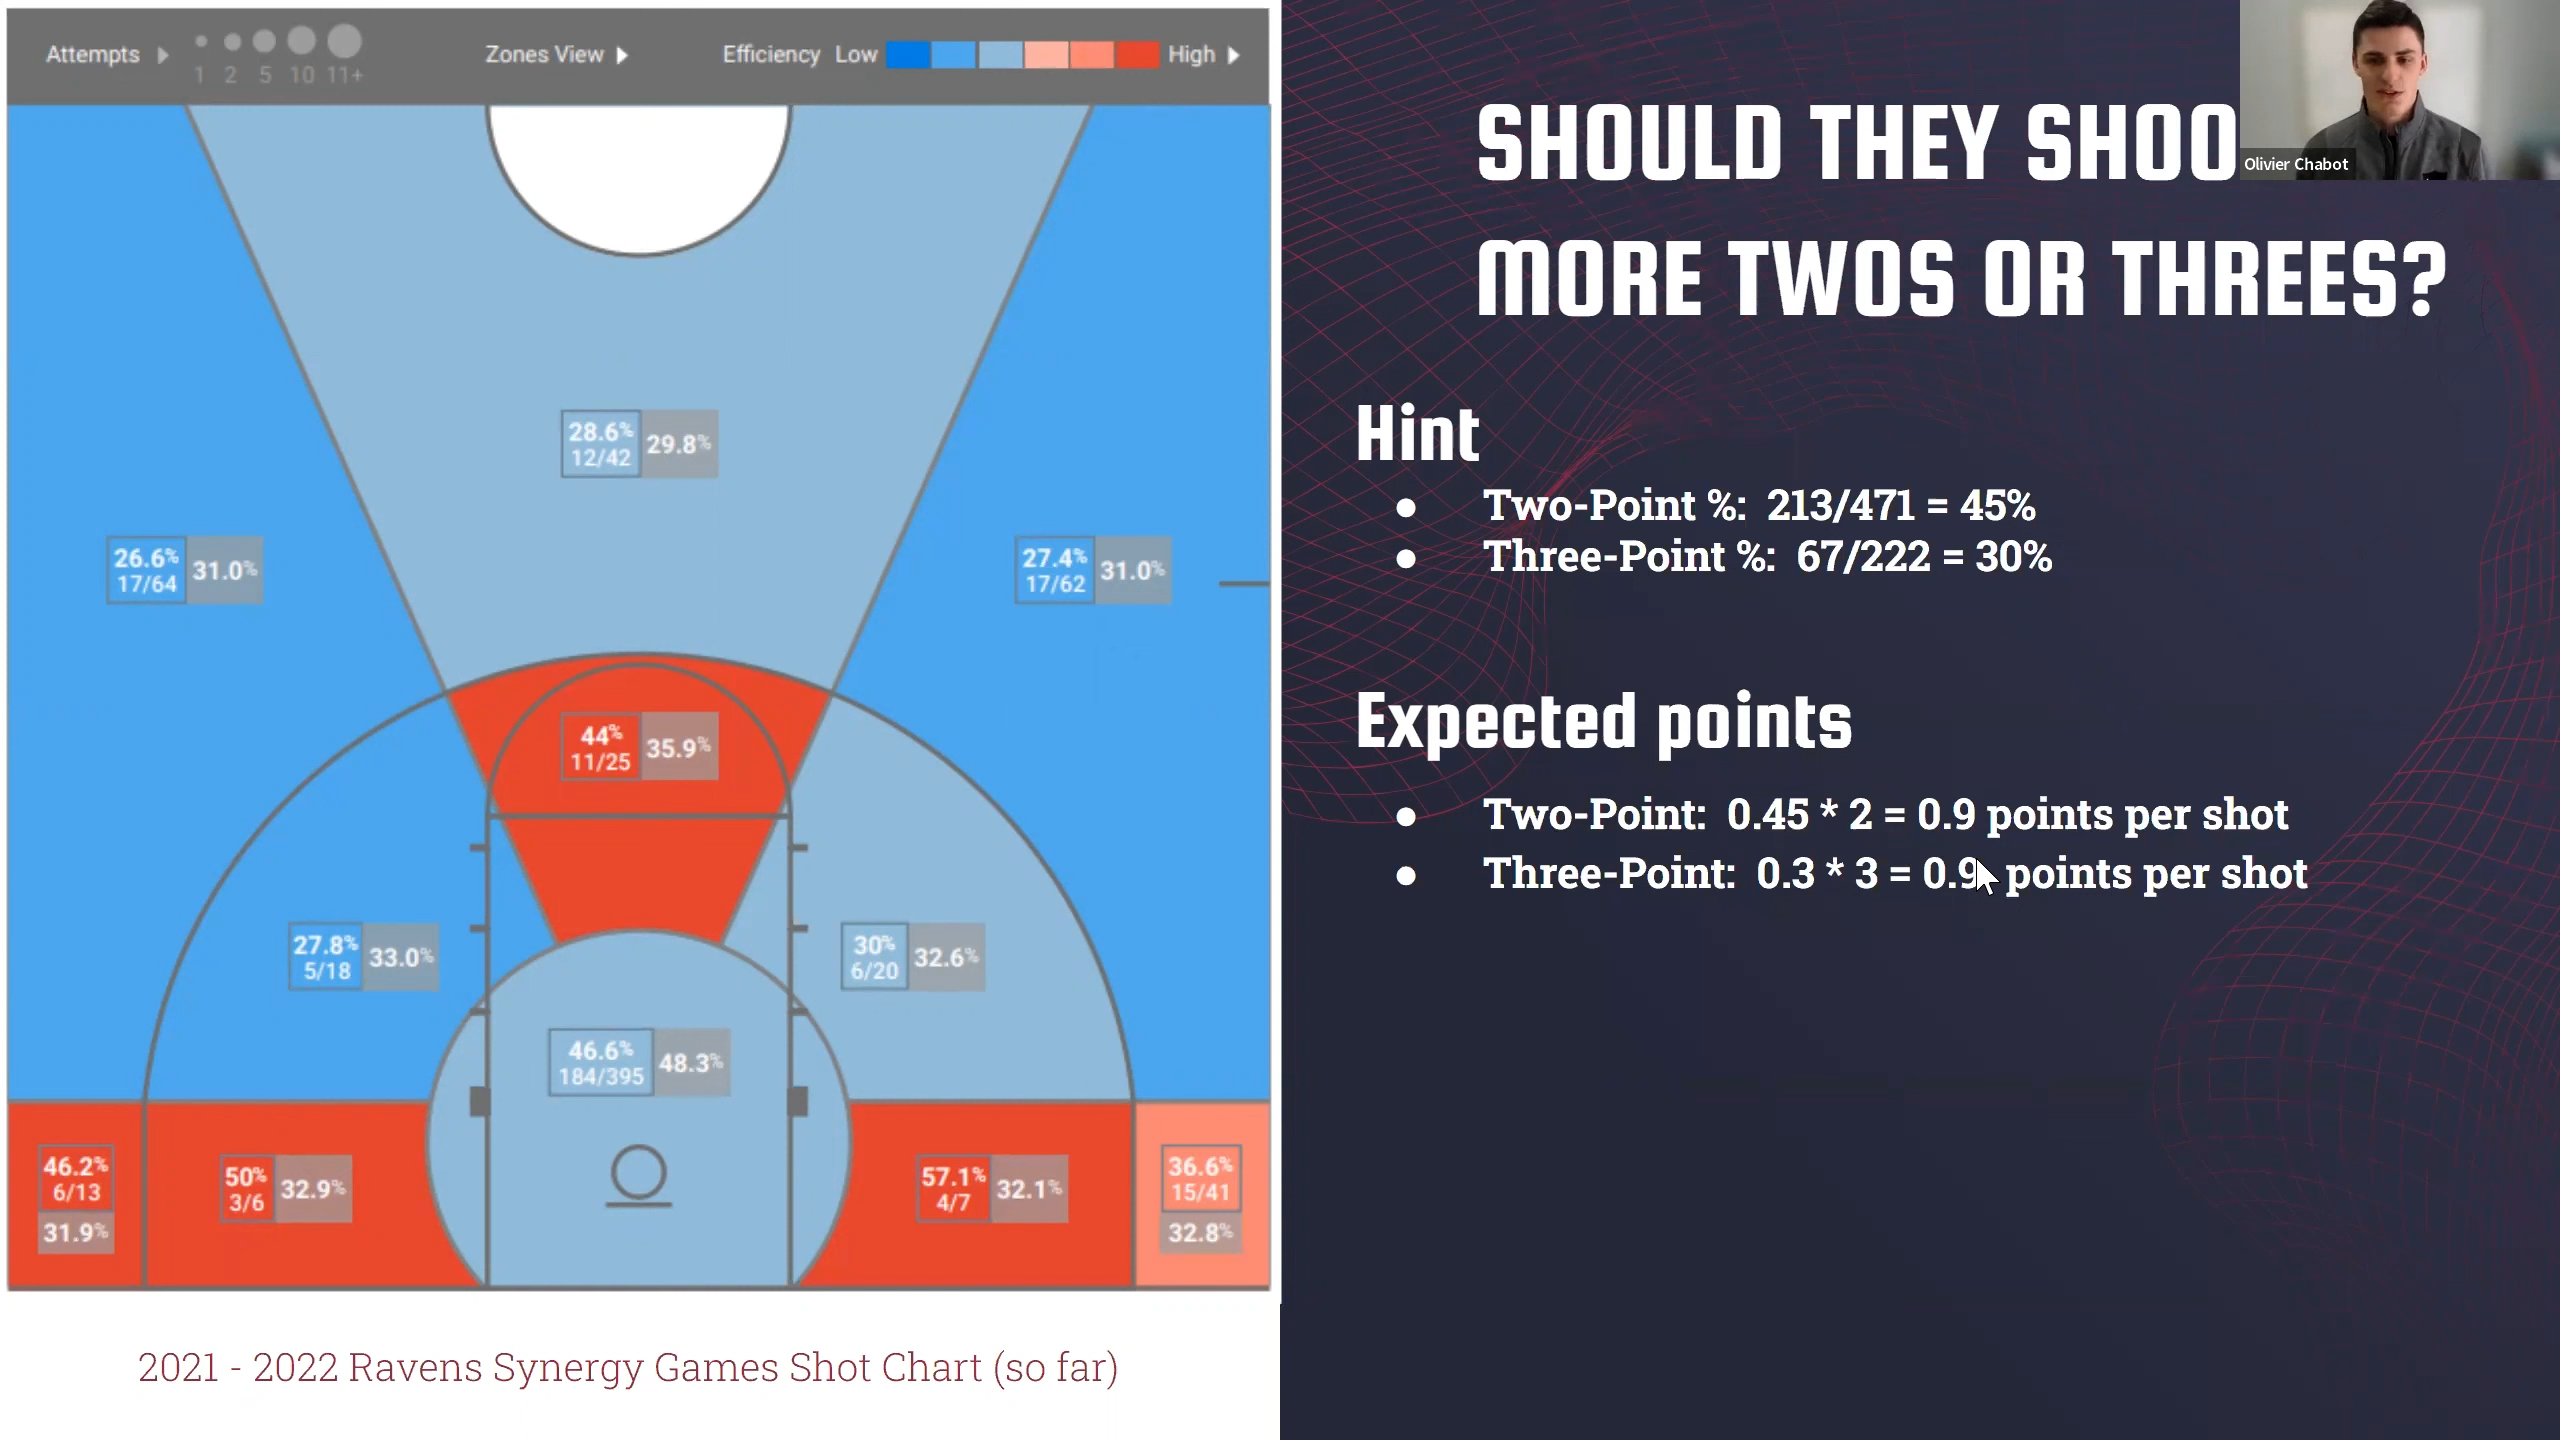 Attempts
1 2 5 10 11+
Zones View
Efficiency Low High
28.6%
12/42
29.8%
26.6%
17/64
31.0%
27.4%
17/62
31.0%
44%
11/25
35.9%
27.8%
5/18
33.0%
30%
6/20
32.6%
46.6%
184/395
48.3%
46.2%
6/13
31.9%
50%
3/6
32.9%
57.1%
4/7
32.1%
36.6%
15/41
32.8%
2021 - 2022 Ravens Synergy Games Shot Chart (so far)
SHOULD THEY SHOO
MORE TWOS OR THREES?
Olivier Chabot
Hint
● Two-Point %: 213/471 = 45%
● Three-Point %: 67/222 = 30%
Expected points
● Two-Point: 0.45 * 2 = 0.9 points per shot
● Three-Point: 0.3 * 3 = 0.9 points per shot